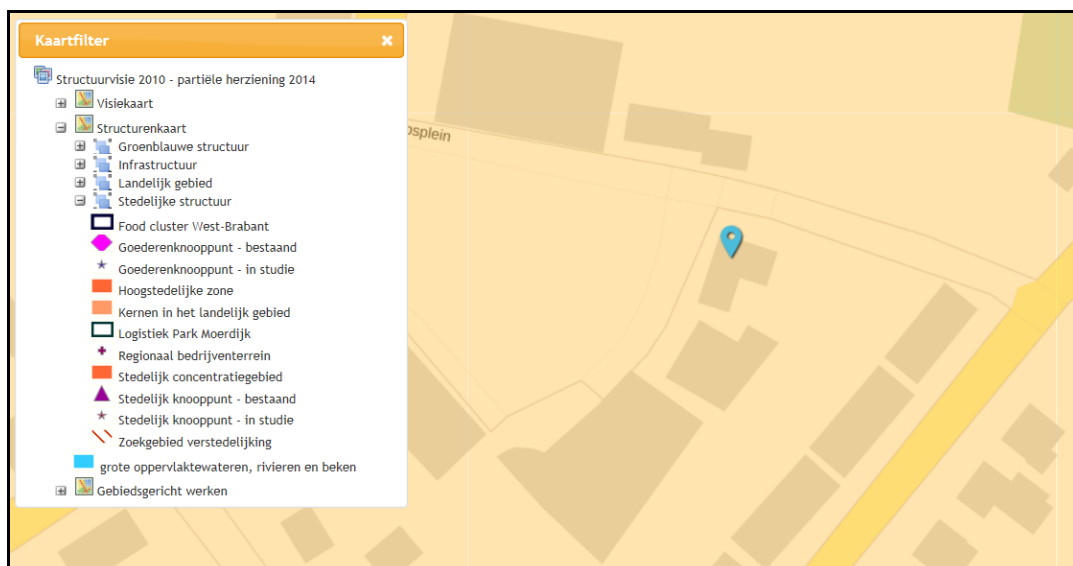 Kaartfilter
Structuurvisie 2010 - partiële herziening 2014
Visiekaart
Structurenkaart
Groenblauwe structuur
Infrastructuur
Landelijk gebied
Stedelijke structuur
Food cluster West-Brabant
Goederenknooppunt - bestaand
Goederenknooppunt - in studie
Hoogstedelijke zone
Kernen in het landelijk gebied
Logistiek Park Moerdijk
Regionaal bedrijventerrein
Stedelijk concentratiegebied
Stedelijk knooppunt - bestaand
Stedelijk knooppunt - in studie
Zoekgebied verstedelijking
grote oppervlaktewateren, rivieren en beken
Gebiedsgericht werken